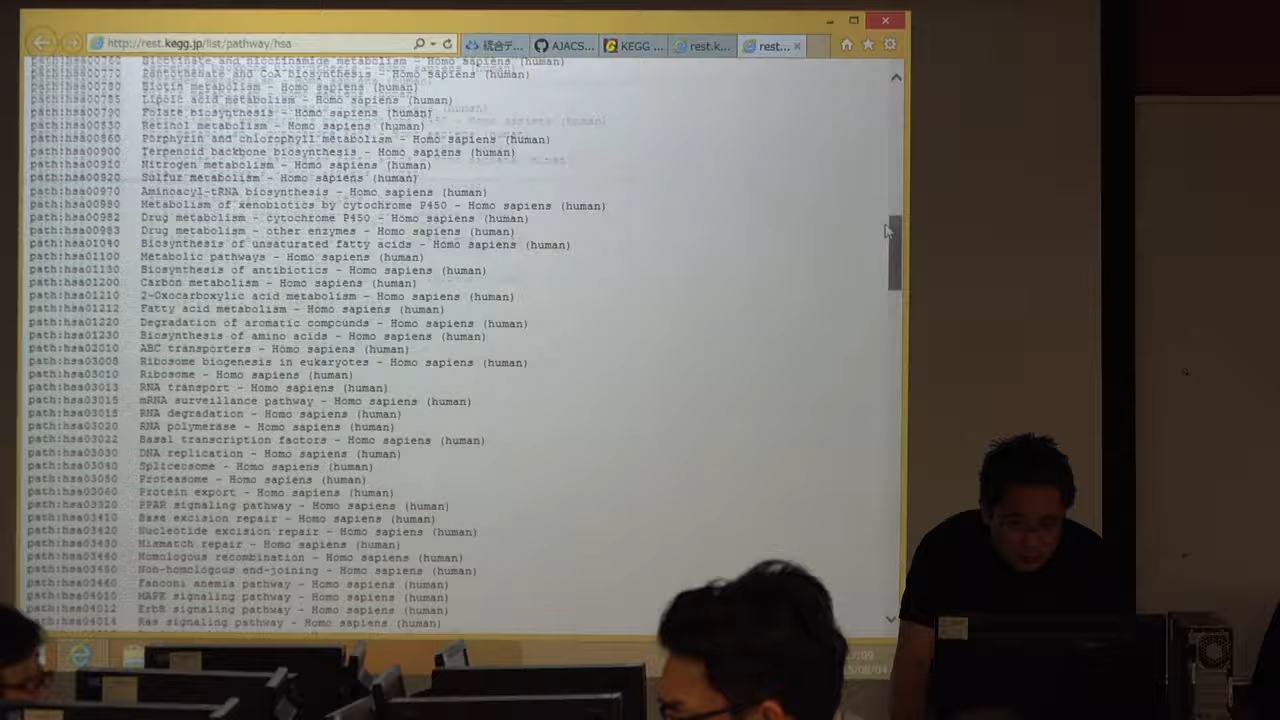 http://rest.kegg.jp/list/pathway/hsa
統合デ... AJACS... KEGG ... rest.k... rest...
path:hsa00760 Nicotinate and nicotinamide metabolism - Homo sapiens (human)
path:hsa00770 Pantothenate and CoA biosynthesis - Homo sapiens (human)
path:hsa00780 Biotin metabolism - Homo sapiens (human)
path:hsa00785 Lipoic acid metabolism - Homo sapiens (human)
path:hsa00790 Folate biosynthesis - Homo sapiens (human)
path:hsa00830 Retinol metabolism - Homo sapiens (human)
path:hsa00860 Porphyrin and chlorophyll metabolism - Homo sapiens (human)
path:hsa00900 Terpenoid backbone biosynthesis - Homo sapiens (human)
path:hsa00910 Nitrogen metabolism - Homo sapiens (human)
path:hsa00920 Sulfur metabolism - Homo sapiens (human)
path:hsa00970 Aminoacyl-tRNA biosynthesis - Homo sapiens (human)
path:hsa00980 Metabolism of xenobiotics by cytochrome P450 - Homo sapiens (human)
path:hsa00982 Drug metabolism - cytochrome P450 - Homo sapiens (human)
path:hsa00983 Drug metabolism - other enzymes - Homo sapiens (human)
path:hsa01040 Biosynthesis of unsaturated fatty acids - Homo sapiens (human)
path:hsa01100 Metabolic pathways - Homo sapiens (human)
path:hsa01130 Biosynthesis of antibiotics - Homo sapiens (human)
path:hsa01200 Carbon metabolism - Homo sapiens (human)
path:hsa01210 2-Oxocarboxylic acid metabolism - Homo sapiens (human)
path:hsa01212 Fatty acid metabolism - Homo sapiens (human)
path:hsa01220 Degradation of aromatic compounds - Homo sapiens (human)
path:hsa01230 Biosynthesis of amino acids - Homo sapiens (human)
path:hsa02010 ABC transporters - Homo sapiens (human)
path:hsa03008 Ribosome biogenesis in eukaryotes - Homo sapiens (human)
path:hsa03010 Ribosome - Homo sapiens (human)
path:hsa03013 RNA transport - Homo sapiens (human)
path:hsa03015 mRNA surveillance pathway - Homo sapiens (human)
path:hsa03018 RNA degradation - Homo sapiens (human)
path:hsa03020 RNA polymerase - Homo sapiens (human)
path:hsa03022 Basal transcription factors - Homo sapiens (human)
path:hsa03030 DNA replication - Homo sapiens (human)
path:hsa03040 Spliceosome - Homo sapiens (human)
path:hsa03050 Proteasome - Homo sapiens (human)
path:hsa03060 Protein export - Homo sapiens (human)
path:hsa03320 PPAR signaling pathway - Homo sapiens (human)
path:hsa03410 Base excision repair - Homo sapiens (human)
path:hsa03420 Nucleotide excision repair - Homo sapiens (human)
path:hsa03430 Mismatch repair - Homo sapiens (human)
path:hsa03440 Homologous recombination - Homo sapiens (human)
path:hsa03450 Non-homologous end-joining - Homo sapiens (human)
path:hsa03460 Fanconi anemia pathway - Homo sapiens (human)
path:hsa04010 MAPK signaling pathway - Homo sapiens (human)
path:hsa04012 ErbB signaling pathway - Homo sapiens (human)
path:hsa04014 Ras signaling pathway - Homo sapiens (human)